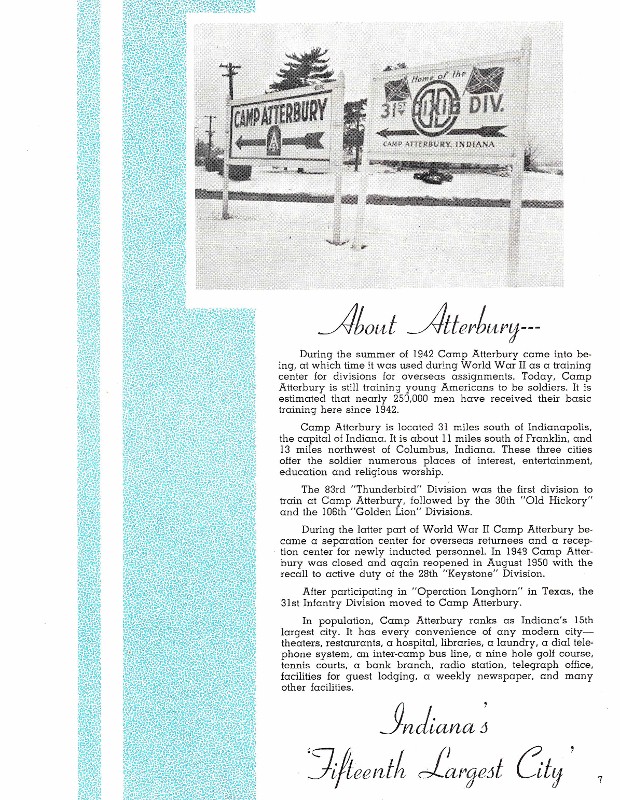 CAMP ATTERBURY
A
Home of the
31ST DIV.
CAMP ATTERBURY, INDIANA
About Atterbury---
During the summer of 1942 Camp Atterbury came into be-
ing, at which time it was used during World War II as a training
center for divisions for overseas assignments. Today, Camp
Atterbury is still training young Americans to be soldiers. It is
estimated that nearly 250,000 men have received their basic
training here since 1942.
Camp Atterbury is located 31 miles south of Indianapolis,
the capital of Indiana. It is about 11 miles south of Franklin, and
13 miles northwest of Columbus, Indiana. These three cities
offer the soldier numerous places of interest, entertainment,
education and religious worship.
The 83rd "Thunderbird" Division was the first division to
train at Camp Atterbury, followed by the 30th "Old Hickory"
and the 106th "Golden Lion" Divisions.
During the latter part of World War II Camp Atterbury be-
came a separation center for overseas returnees and a recep-
tion center for newly inducted personnel. In 1948 Camp Atter-
bury was closed and again reopened in August 1950 with the
recall to active duty of the 28th "Keystone" Division.
After participating in "Operation Longhorn" in Texas, the
31st Infantry Division moved to Camp Atterbury.
In population, Camp Atterbury ranks as Indiana's 15th
largest city. It has every convenience of any modern city—
theaters, restaurants, a hospital, libraries, a laundry, a dial tele-
phone system, an inter-camp bus line, a nine hole golf course,
tennis courts, a bank branch, radio station, telegraph office,
facilities for guest lodging, a weekly newspaper, and many
other facilities.
Indiana's
'Fifteenth Largest City'
7